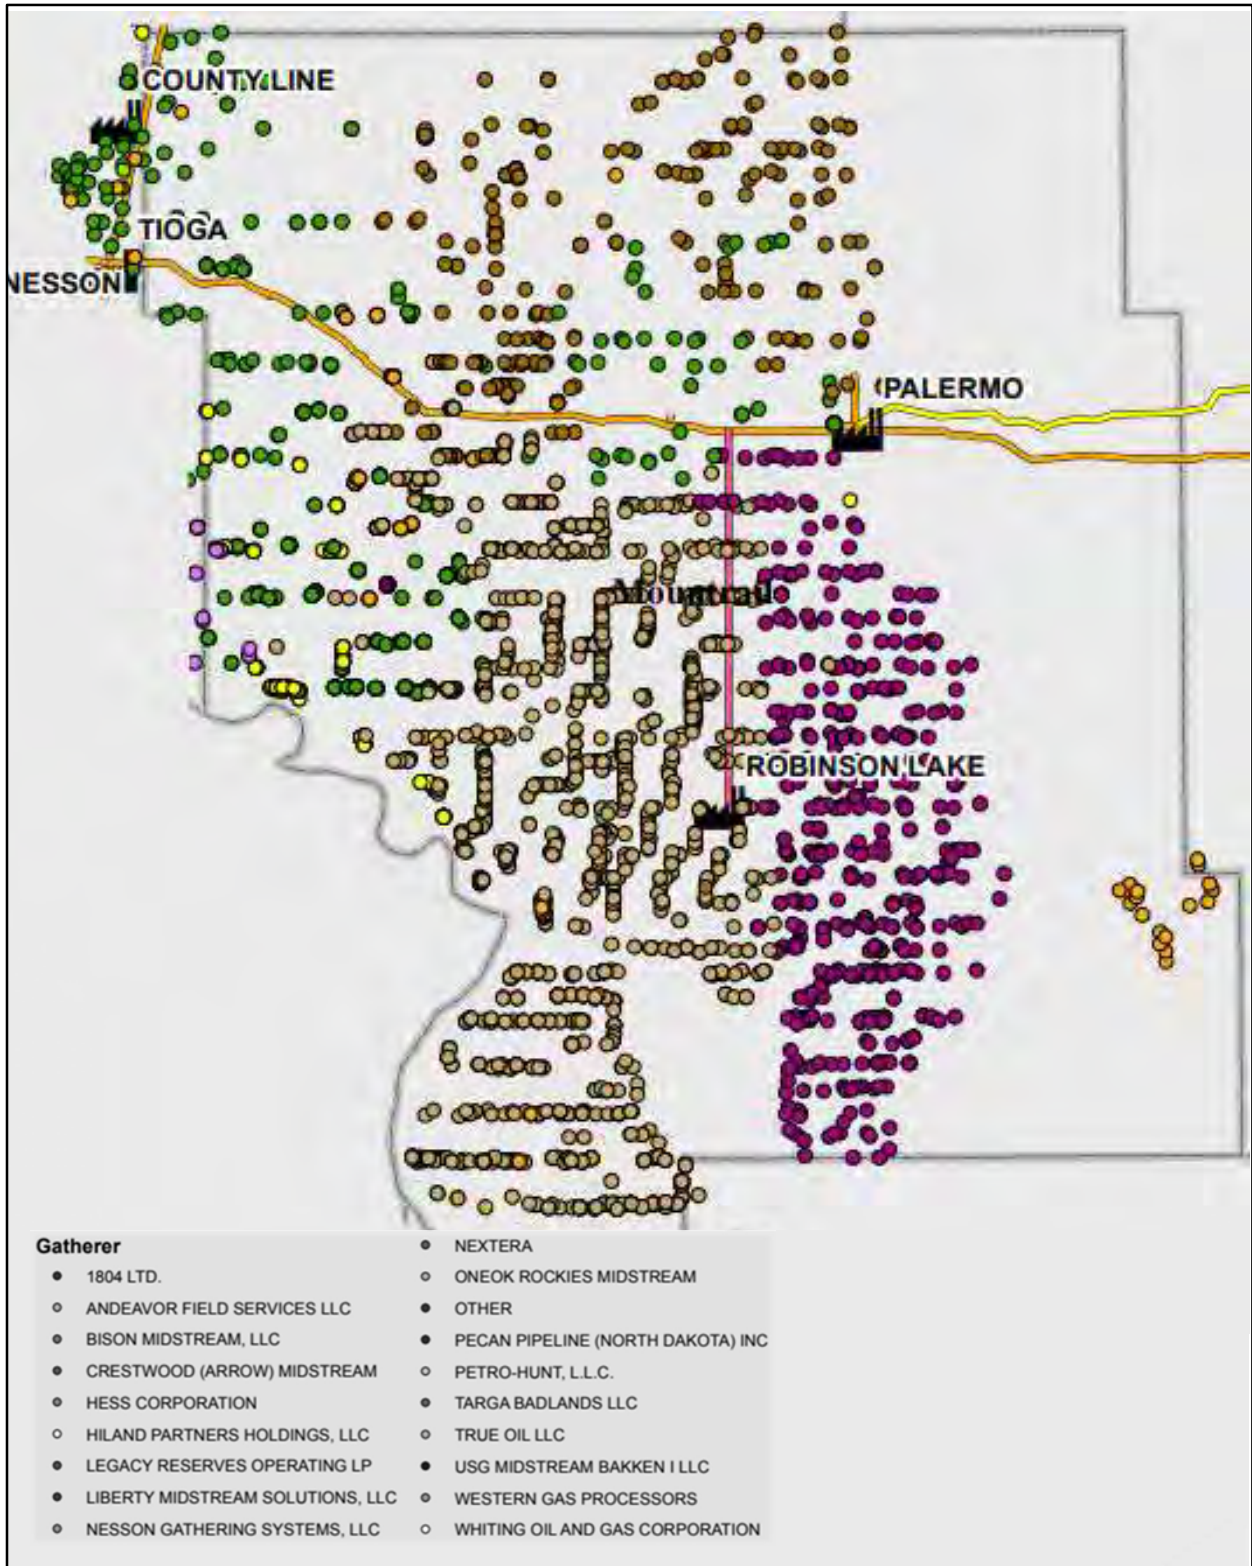 COUNTY LINE
TIOGA
NESSON
PALERMO
Mountrail
ROBINSON LAKE
Gatherer
1804 LTD.
ANDEAVOR FIELD SERVICES LLC
BISON MIDSTREAM, LLC
CRESTWOOD (ARROW) MIDSTREAM
HESS CORPORATION
HILAND PARTNERS HOLDINGS, LLC
LEGACY RESERVES OPERATING LP
LIBERTY MIDSTREAM SOLUTIONS, LLC
NESSON GATHERING SYSTEMS, LLC
NEXTERA
ONEOK ROCKIES MIDSTREAM
OTHER
PECAN PIPELINE (NORTH DAKOTA) INC
PETRO-HUNT, L.L.C.
TARGA BADLANDS LLC
TRUE OIL LLC
USG MIDSTREAM BAKKEN I LLC
WESTERN GAS PROCESSORS
WHITING OIL AND GAS CORPORATION